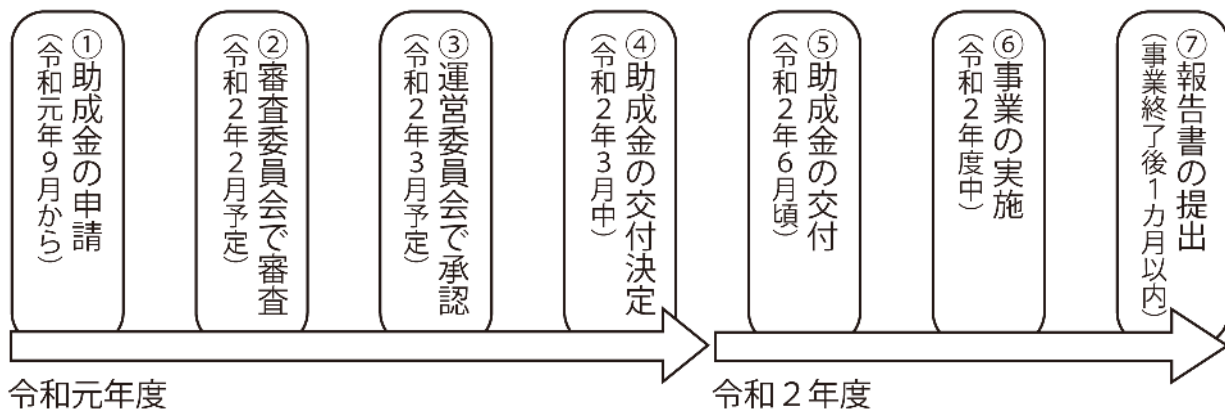 ①助成金の申請
（令和元年９月から）
②審査委員会で審査
（令和２年２月予定）
③運営委員会で承認
（令和２年３月予定）
④助成金の交付決定
（令和２年３月中）
⑤助成金の交付
（令和２年６月頃）
⑥事業の実施
（令和２年度中）
⑦報告書の提出
（事業終了後１カ月以内）
令和元年度
令和２年度